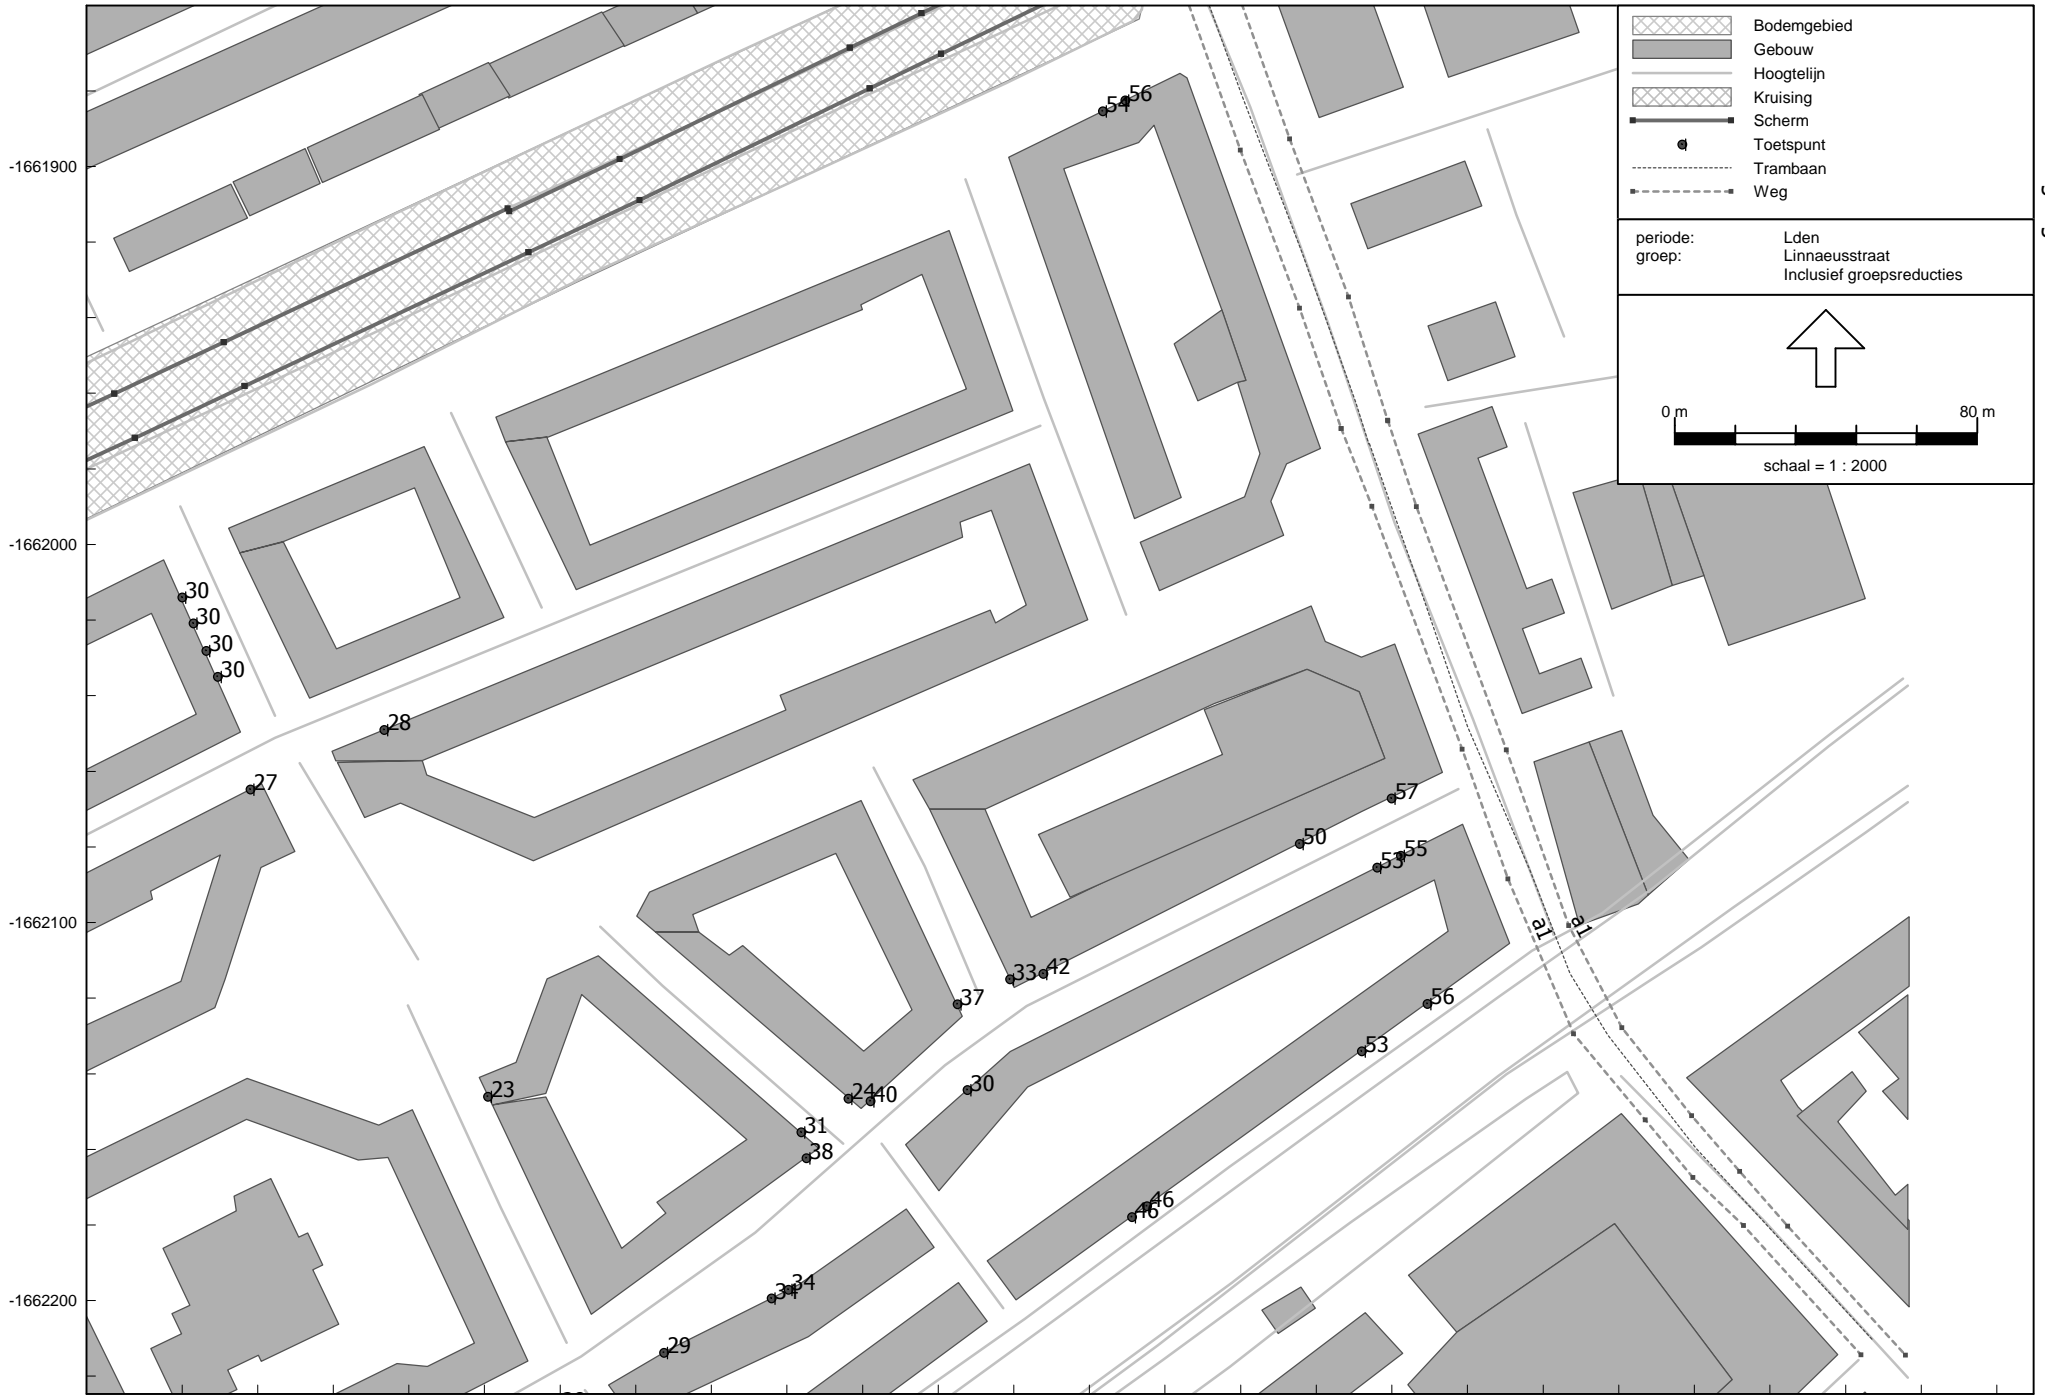 Bodemgebied
Gebouw
Hoogtelijn
Kruising
Scherm
Toetspunt
Trambaan
Weg
periode: Lden
groep: Linnaeusstraat
Inclusief groepsreducties
0 m 80 m
schaal = 1 : 2000
-1661900
-1662000
-1662100
-1662200
54 56
30
30
30
30
28
27
57
50
55
53
33 42
37
56
53
30
23
24 40
31
38
46
46
34
34
29
a1 a1